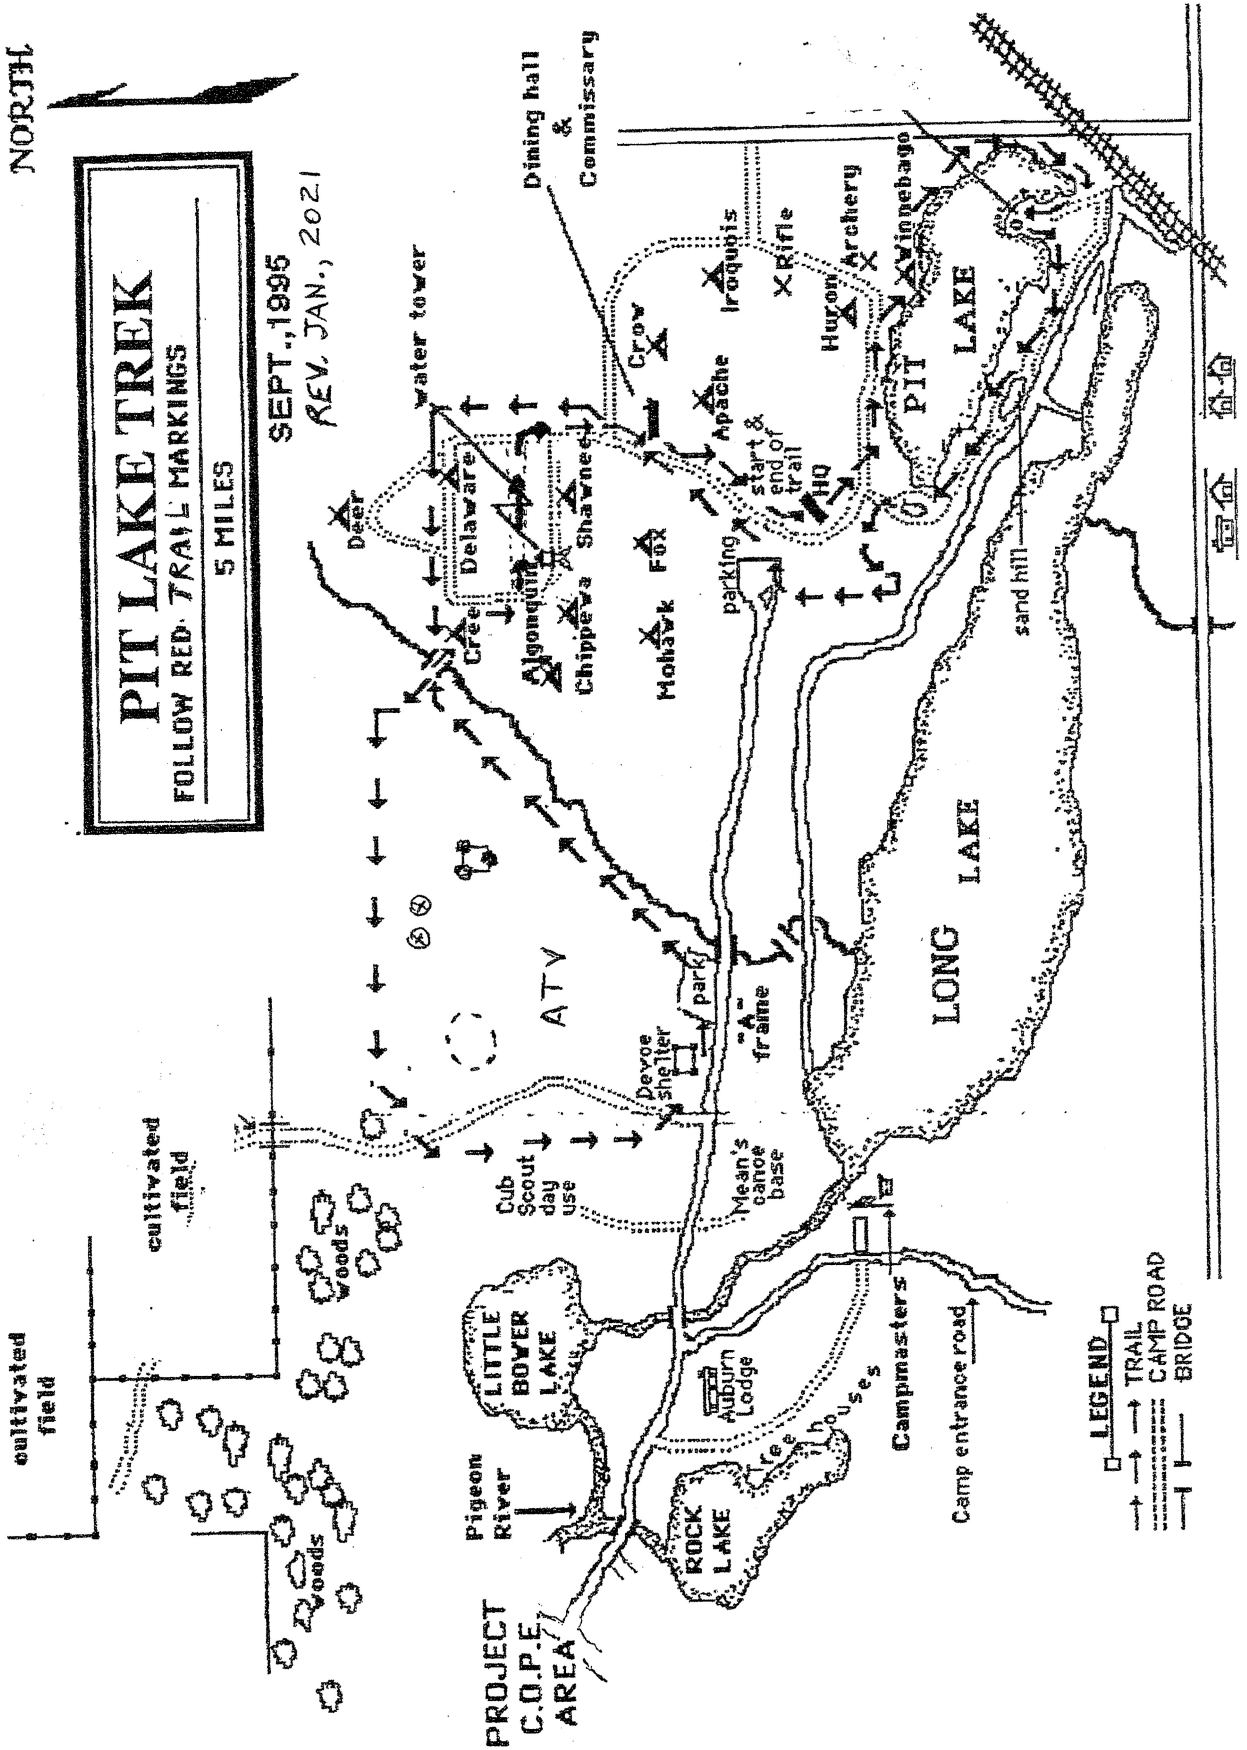 NORTH
PIT LAKE TREK
FOLLOW RED TRAIL MARKINGS
5 MILES
SEPT.,1995
REV. JAN., 2021
cultivated
field
cultivated
field
woods
woods
water tower
Dining hall
&
Commissary
Deer
Delaware
Cree
Algonquin
Shawnee
Chippewa
Crow
Iroquois
Rifle
Apache
Fox
Mohawk
Huron
Archery
Winnebago
start &
end of
trail
HQ
parking
PIT
LAKE
sand hill
ATV
Cub
Scout
day
use
Devoe
shelter
park
"A"
frame
Mean's
canoe
base
LONG
LAKE
LITTLE
BOWER
LAKE
Pigeon
River
PROJECT
C.O.P.E.
AREA
ROCK
LAKE
Tree houses
Auburn
Lodge
Campmasters
Camp entrance road
LEGEND
TRAIL
CAMP ROAD
BRIDGE